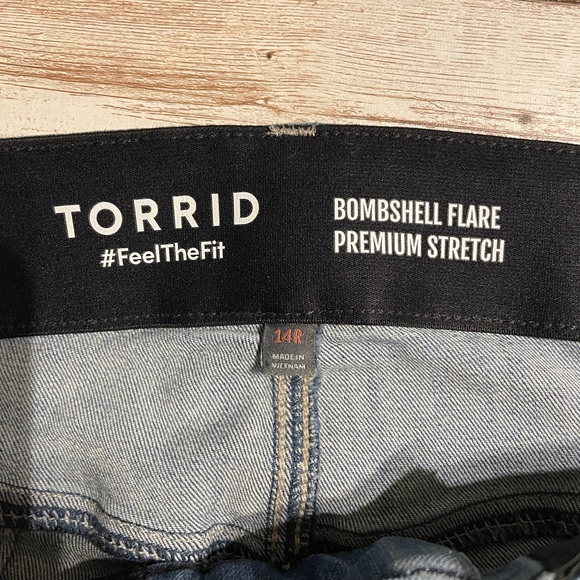 TORRID
#FeelTheFit
BOMBSHELL FLARE
PREMIUM STRETCH
14R
MADE IN
VIETNAM